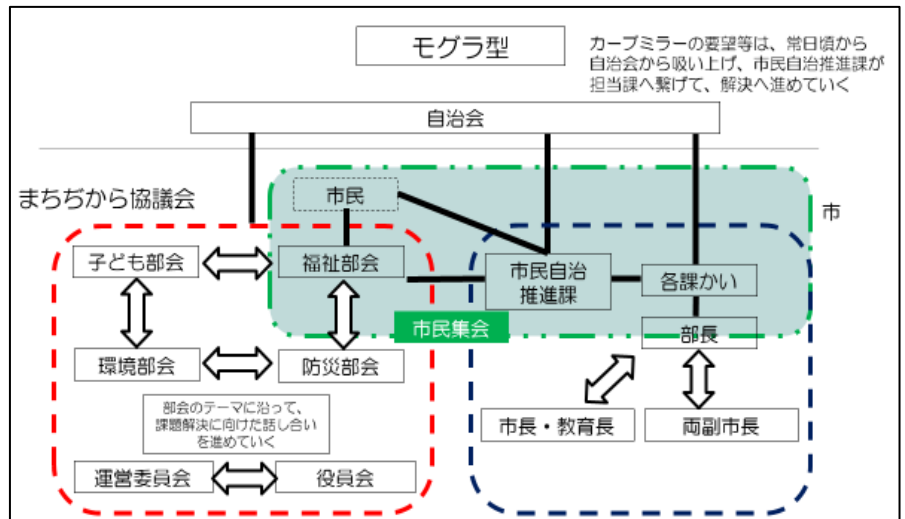 モグラ型
カーブミラーの要望等は、常日頃から
自治会から吸い上げ、市民自治推進課が
担当課へ繋げて、解決へ進めていく
自治会
まちぢから協議会
市民
市
子ども部会
福祉部会
市民自治
推進課
各課かい
市民集会
部長
環境部会
防災部会
部会のテーマに沿って、
課題解決に向けた話し合い
を進めていく
市長・教育長
両副市長
運営委員会
役員会